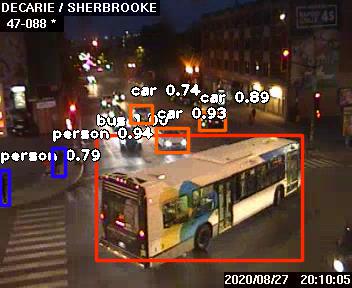 DECARIE / SHERBROOKE
47-088 *
car 0.74
car 0.89
car 0.93
person 0.94
person 0.79
2020/08/27 20:10:05